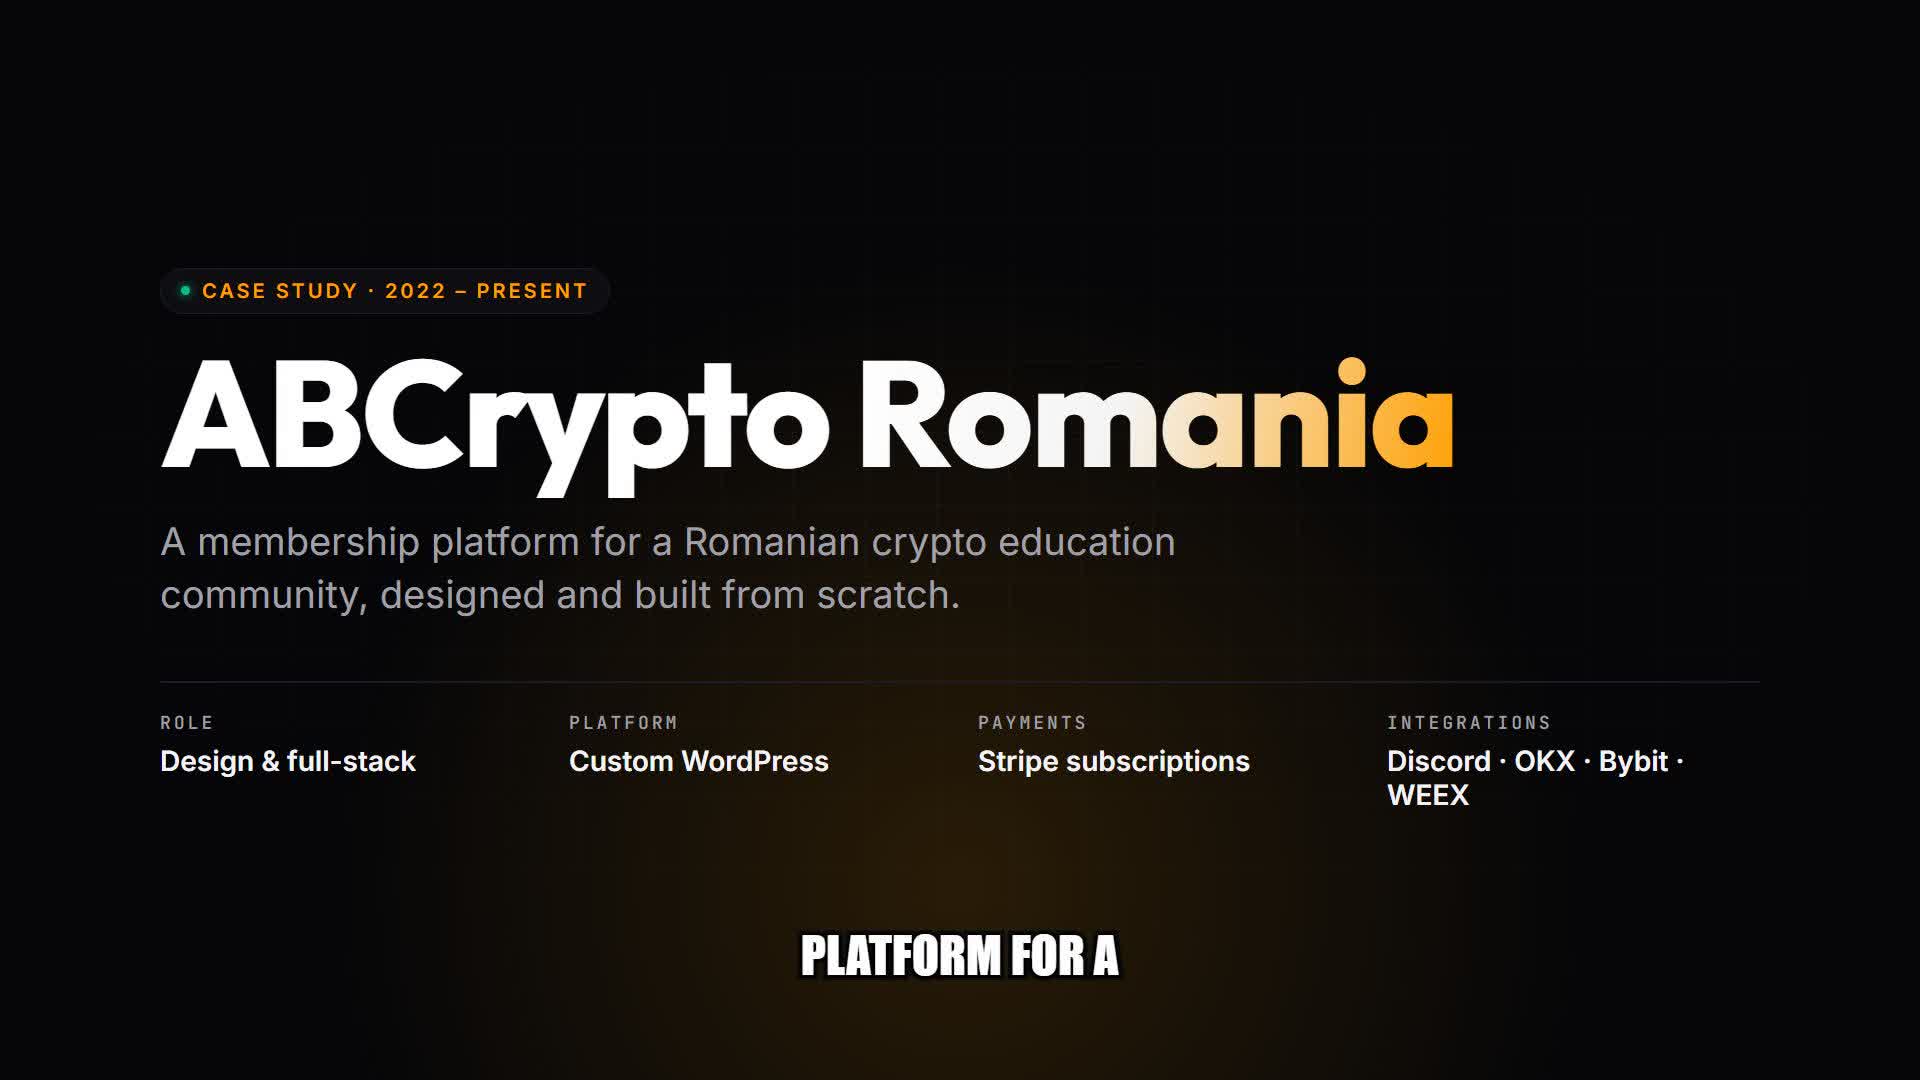 CASE STUDY · 2022 – PRESENT
ABCrypto Romania
A membership platform for a Romanian crypto education
community, designed and built from scratch.
ROLE
Design & full-stack
PLATFORM
Custom WordPress
PAYMENTS
Stripe subscriptions
INTEGRATIONS
Discord · OKX · Bybit ·
WEEX
PLATFORM FOR A